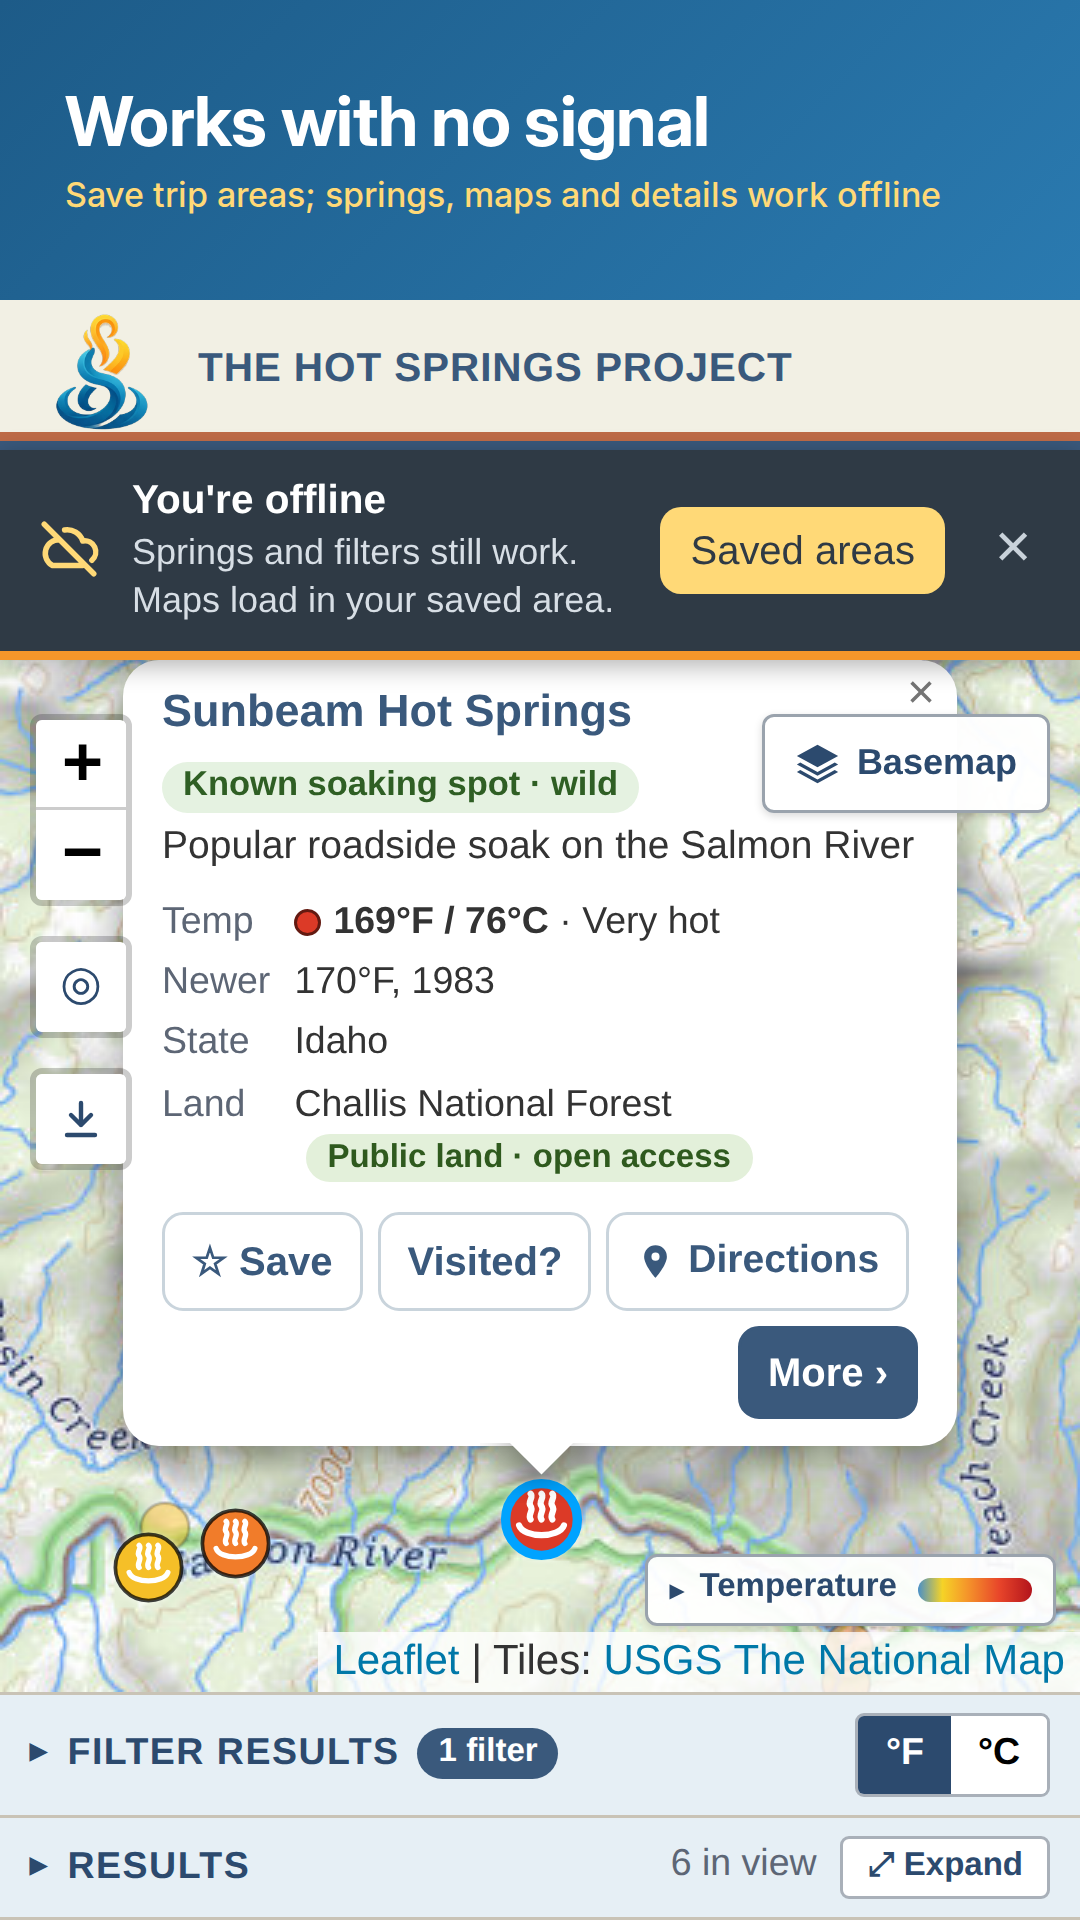 Works with no signal
Save trip areas; springs, maps and details work offline
THE HOT SPRINGS PROJECT
You're offline
Springs and filters still work.
Maps load in your saved area.
Saved areas
✕
Sunbeam Hot Springs
✕
Basemap
Known soaking spot · wild
Popular roadside soak on the Salmon River
Temp 169°F / 76°C · Very hot
Newer 170°F, 1983
State Idaho
Land Challis National Forest
Public land · open access
☆ Save
Visited?
Directions
More ›
+
−
Creek
7000
on River
each Creek
▸ Temperature
Leaflet | Tiles: USGS The National Map
▸ FILTER RESULTS 1 filter
°F °C
▸ RESULTS 6 in view
⤢ Expand